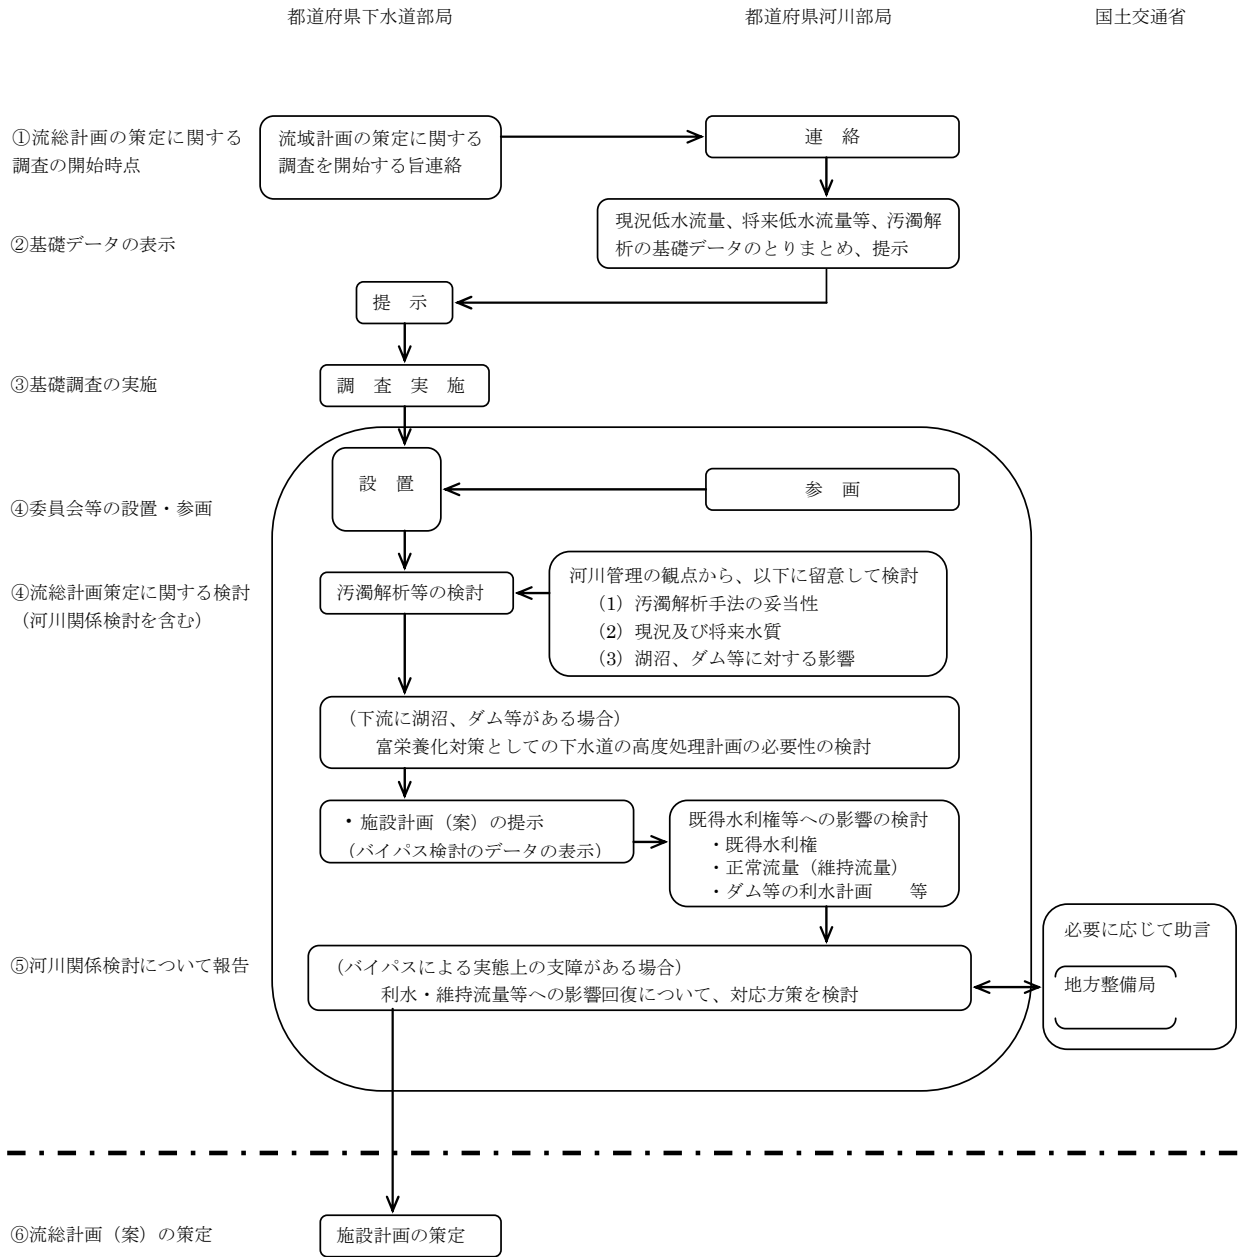 都道府県下水道部局
都道府県河川部局
国土交通省
①流総計画の策定に関する
調査の開始時点
流域計画の策定に関する
調査を開始する旨連絡
連 絡
②基礎データの表示
現況低水流量、将来低水流量等、汚濁解
析の基礎データのとりまとめ、提示
提 示
③基礎調査の実施
調 査 実 施
④委員会等の設置・参画
設 置
参 画
④流総計画策定に関する検討
（河川関係検討を含む）
汚濁解析等の検討
河川管理の観点から、以下に留意して検討
（1）汚濁解析手法の妥当性
（2）現況及び将来水質
（3）湖沼、ダム等に対する影響
（下流に湖沼、ダム等がある場合）
富栄養化対策としての下水道の高度処理計画の必要性の検討
・施設計画（案）の提示
（バイパス検討のデータの表示）
既得水利権等への影響の検討
・既得水利権
・正常流量（維持流量）
・ダム等の利水計画 等
⑤河川関係検討について報告
（バイパスによる実態上の支障がある場合）
利水・維持流量等への影響回復について、対応方策を検討
必要に応じて助言
地方整備局
⑥流総計画（案）の策定
施設計画の策定